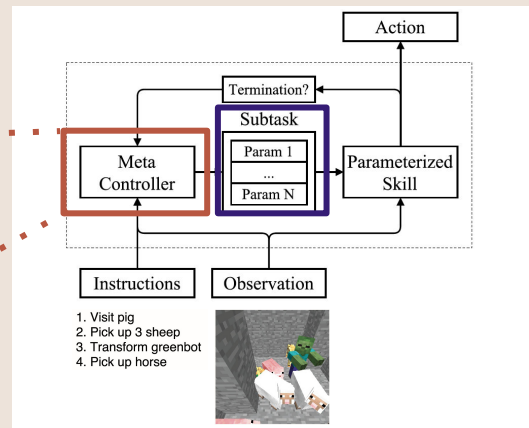 Action
Termination?
Subtask
Meta
Controller
Param 1
...
Param N
Parameterized
Skill
Instructions
Observation
1. Visit pig
2. Pick up 3 sheep
3. Transform greenbot
4. Pick up horse